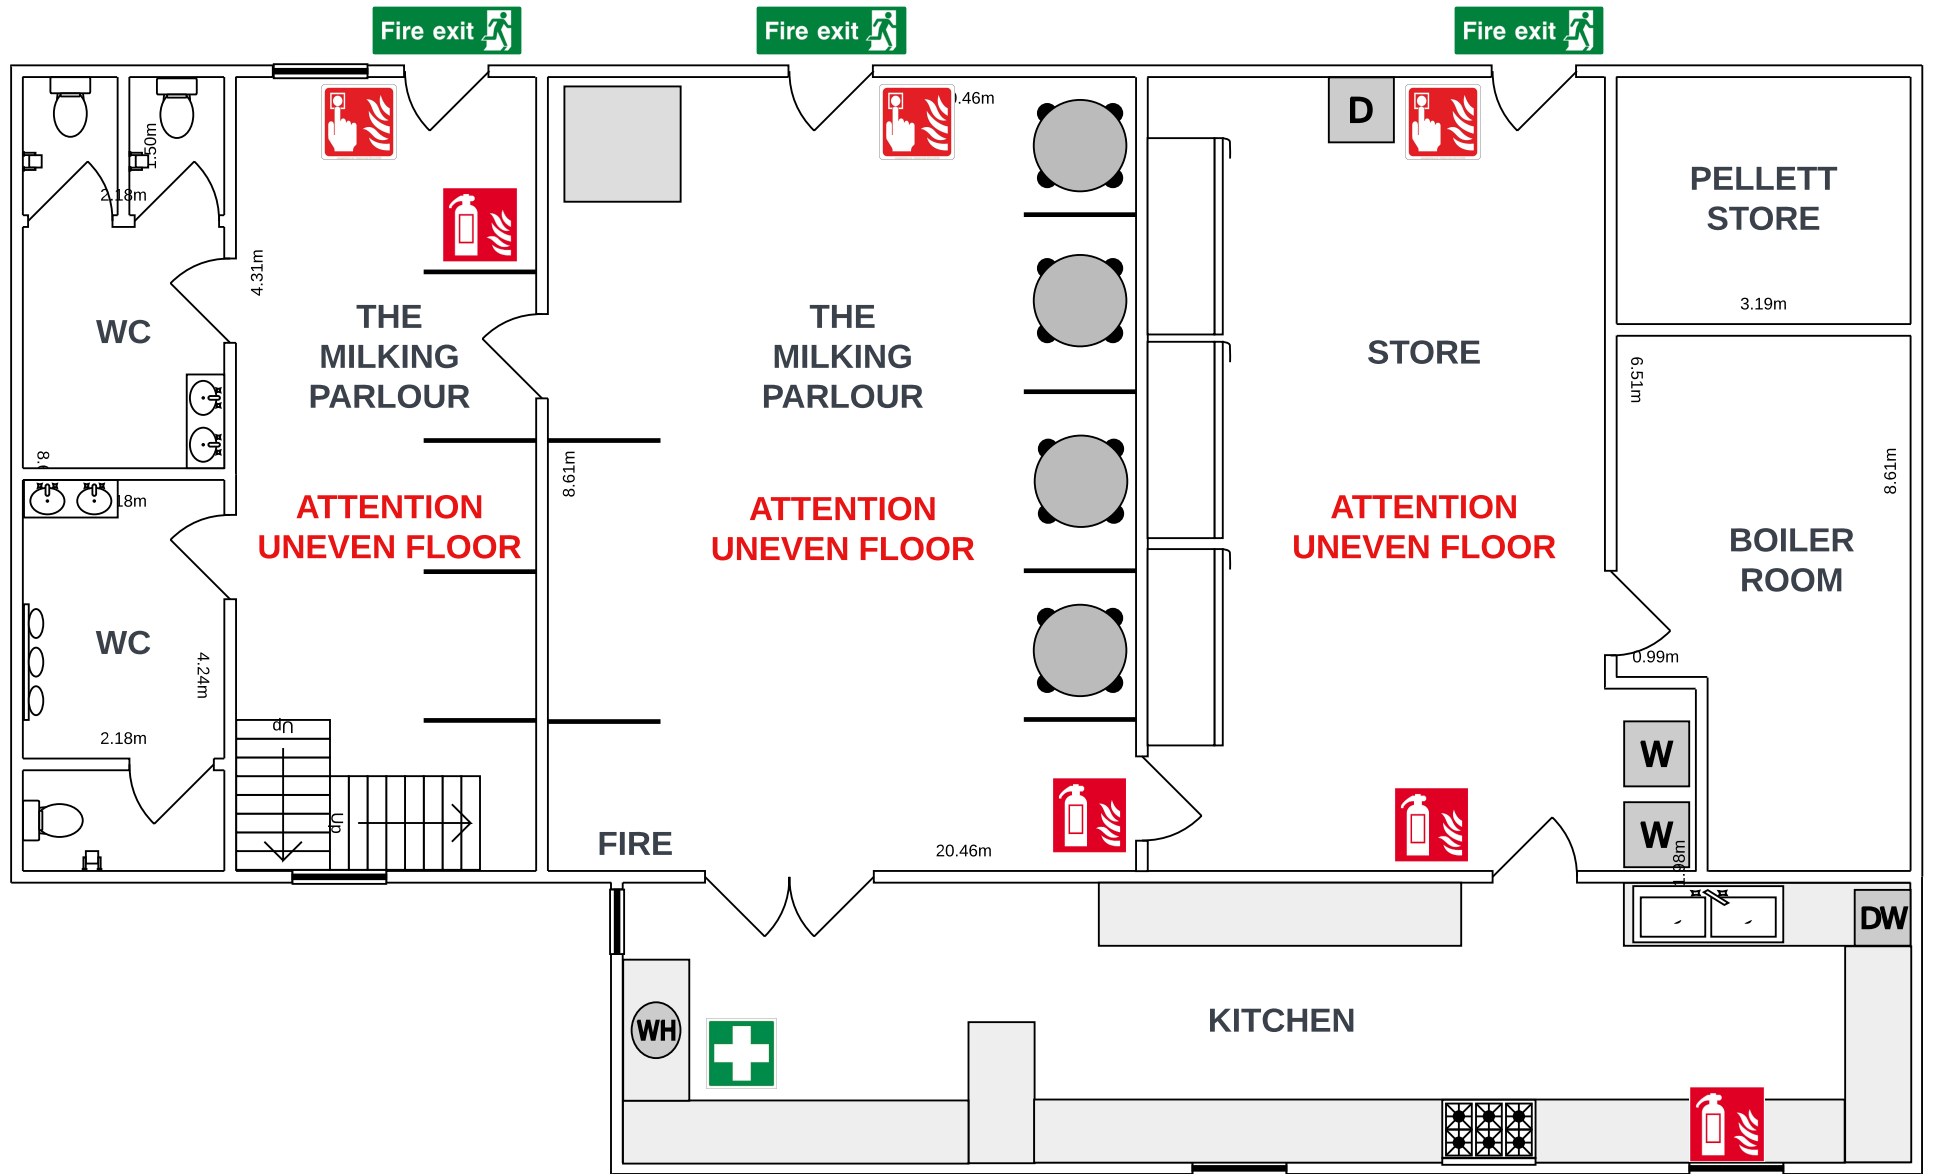 Fire exit
Fire exit
Fire exit
1.50m
2.18m
4.31m
WC
THE
MILKING
PARLOUR
THE
MILKING
PARLOUR
D
STORE
PELLETT
STORE
3.19m
6.51m
8.61m
8.61m
ATTENTION
UNEVEN FLOOR
ATTENTION
UNEVEN FLOOR
ATTENTION
UNEVEN FLOOR
BOILER
ROOM
0.99m
WC
4.24m
2.18m
Up
Up
FIRE
20.46m
W
W
1.98m
DW
WH
KITCHEN